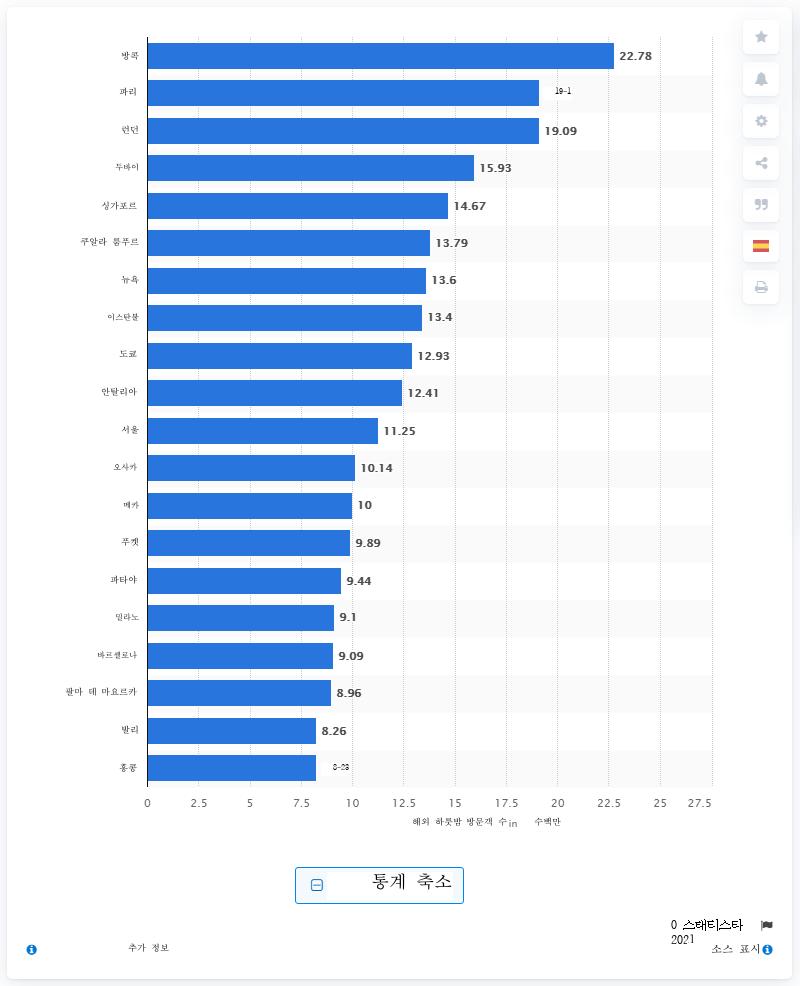 방콕 22.78
파리 19-1
런던 19.09
두바이 15.93
싱가포르 14.67
쿠알라 룸푸르 13.79
뉴욕 13.6
이스탄불 13.4
도쿄 12.93
안탈리아 12.41
서울 11.25
오사카 10.14
메카 10
푸켓 9.89
파타야 9.44
밀라노 9.1
바르셀로나 9.09
팔마 데 마요르카 8.96
발리 8.26
홍콩 8-23
0 2.5 5 7.5 10 12.5 15 17.5 20 22.5 25 27.5
해외 하룻밤 방문객 수in 수백만
통계 축소
0 스태티스타
2021
추가 정보
소스 표시